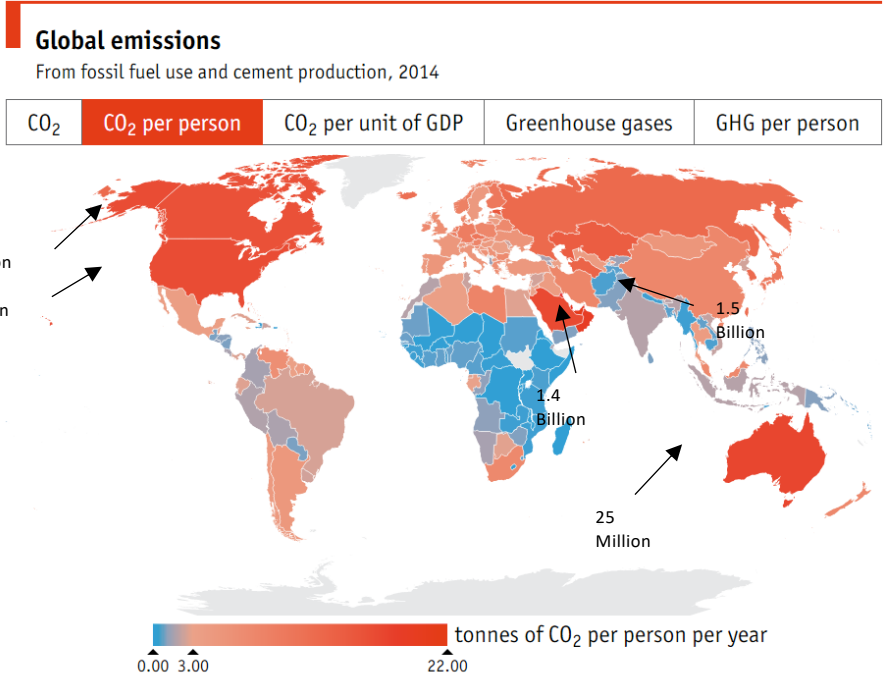 Global emissions
From fossil fuel use and cement production, 2014
CO₂
CO₂ per person
CO₂ per unit of GDP
Greenhouse gases
GHG per person
on
n
1.5
Billion
1.4
Billion
25
Million
tonnes of CO₂ per person per year
0.00 3.00 22.00